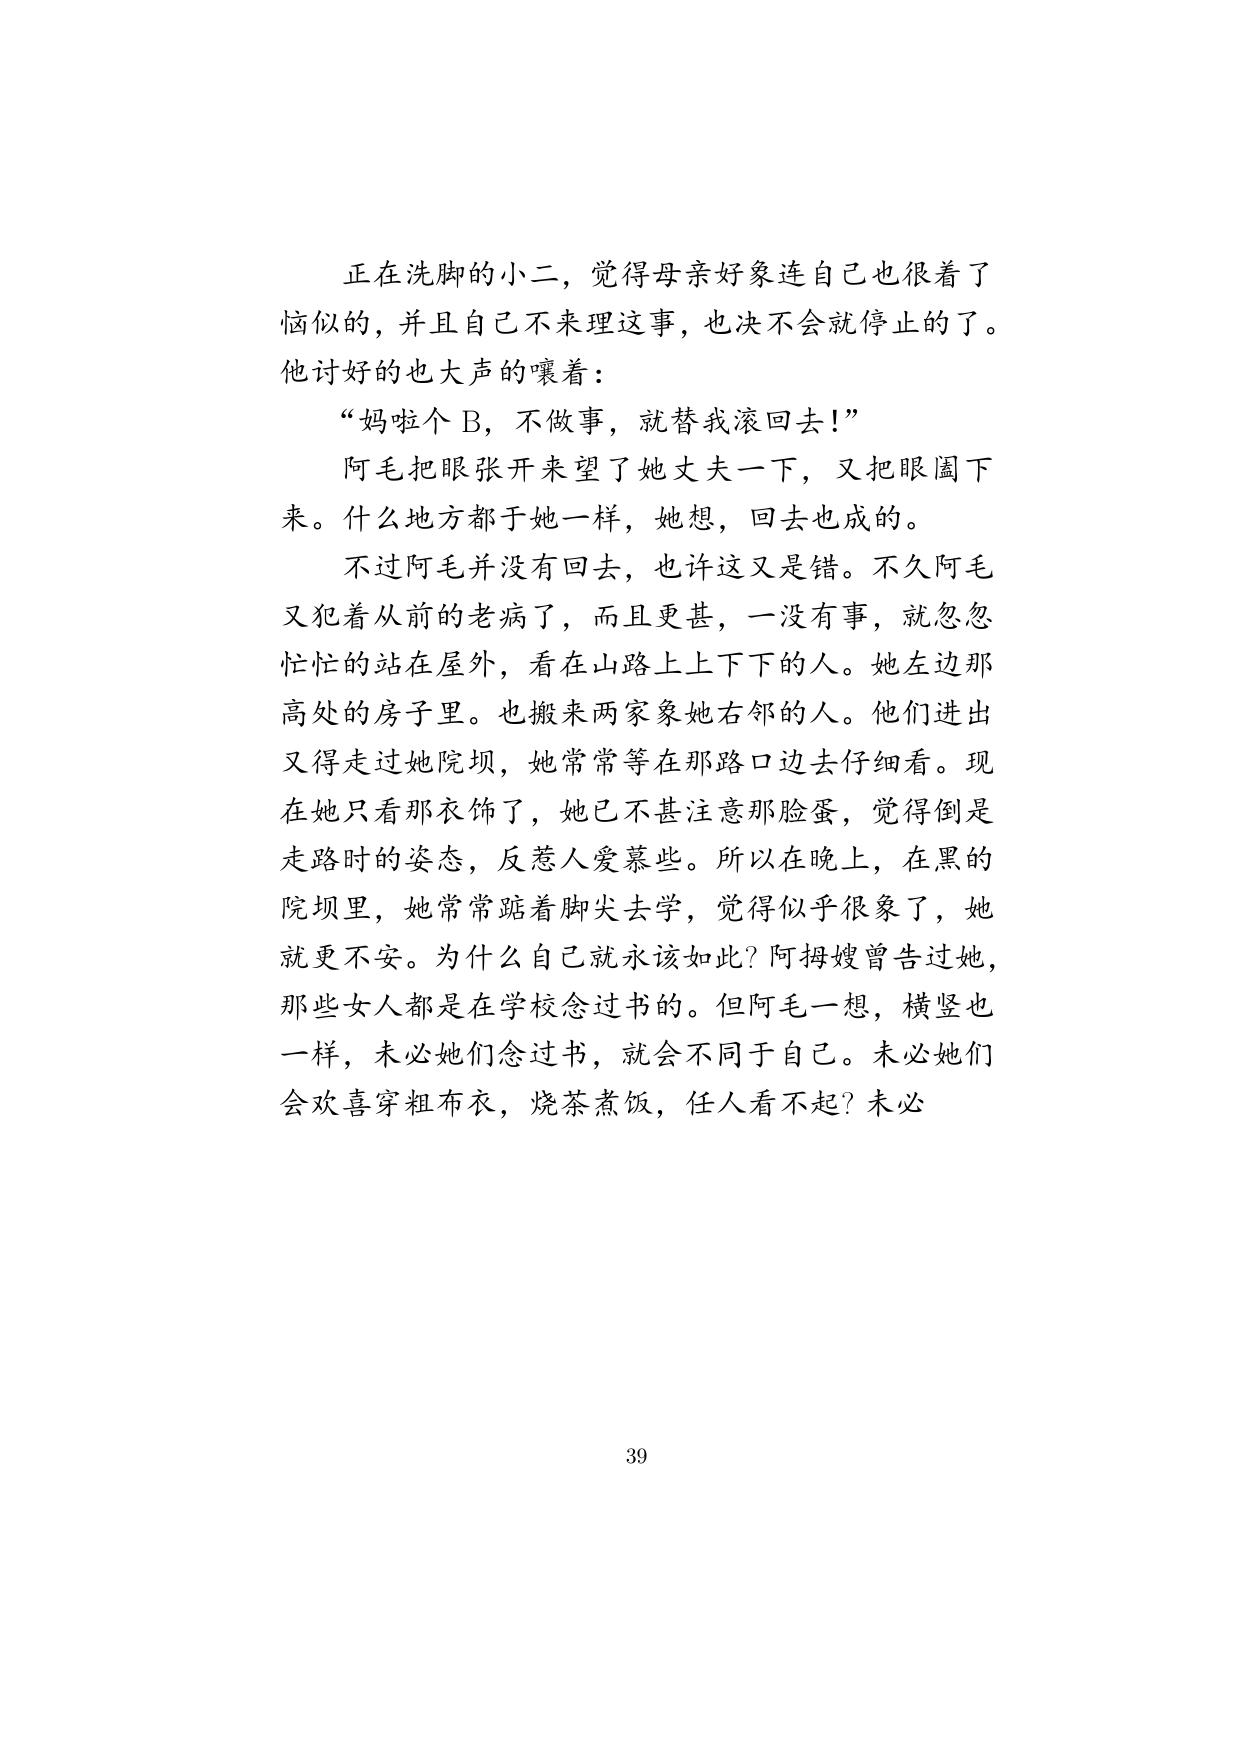 正在洗脚的小二，觉得母亲好象连自己也很着了
恼似的，并且自己不来理这事，也决不会就停止的了。
他讨好的也大声的嚷着：
“妈啦个 B，不做事，就替我滚回去！”
阿毛把眼张开来望了她丈夫一下，又把眼阖下
来。什么地方都于她一样，她想，回去也成的。
不过阿毛并没有回去，也许这又是错。不久阿毛
又犯着从前的老病了，而且更甚，一没有事，就忽忽
忙忙的站在屋外，看在山路上上下下的人。她左边那
高处的房子里。也搬来两家象她右邻的人。他们进出
又得走过她院坝，她常常等在那路口边去仔细看。现
在她只看那衣饰了，她已不甚注意那脸蛋，觉得倒是
走路时的姿态，反惹人爱慕些。所以在晚上，在黑的
院坝里，她常常踮着脚尖去学，觉得似乎很象了，她
就更不安。为什么自己就永该如此？阿拇嫂曾告过她，
那些女人都是在学校念过书的。但阿毛一想，横竖也
一样，未必她们念过书，就会不同于自己。未必她们
会欢喜穿粗布衣，烧茶煮饭，任人看不起？未必
39